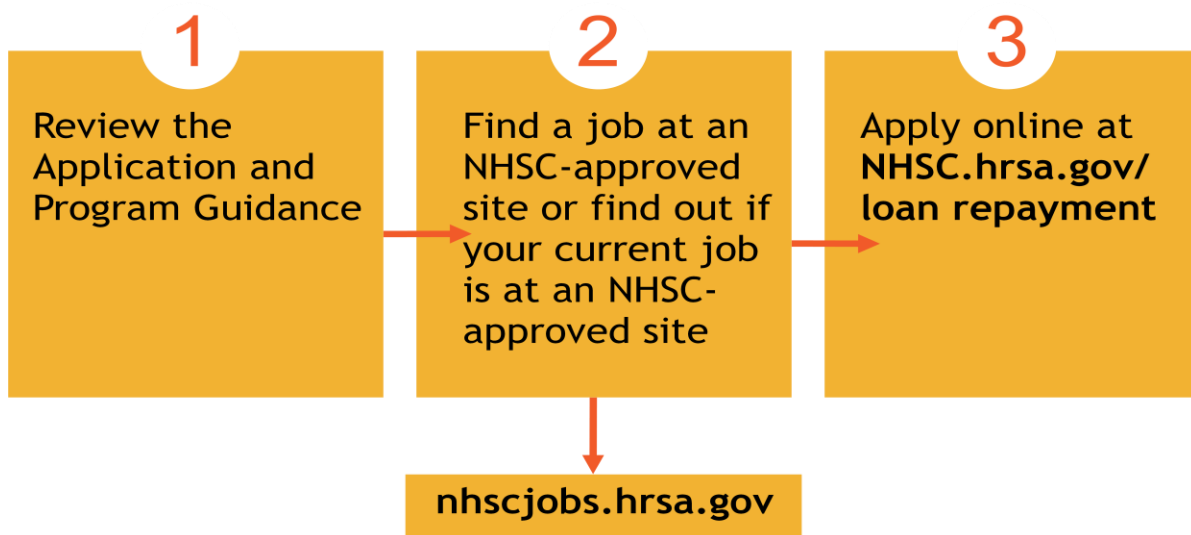 1
Review the
Application and
Program Guidance
2
Find a job at an
NHSC-approved
site or find out if
your current job
is at an NHSC-
approved site
3
Apply online at
NHSC.hrsa.gov/
loan repayment
nhscjobs.hrsa.gov